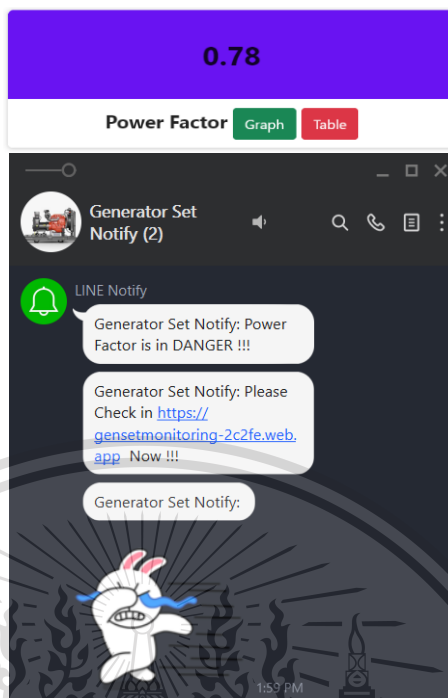 0.78
Power Factor Graph Table
Generator Set
Notify (2)
LINE Notify
Generator Set Notify: Power
Factor is in DANGER !!!
Generator Set Notify: Please
Check in https://
gensetmonitoring-2c2fe.web.
app Now !!!
Generator Set Notify:
1:59 PM